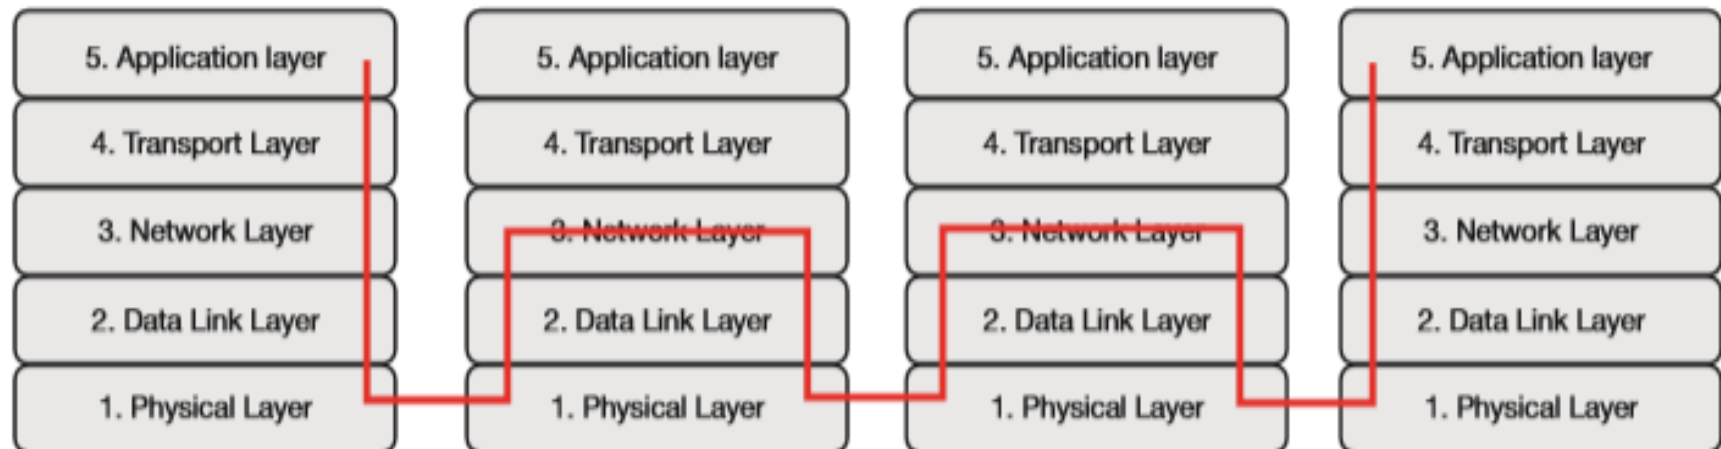 5. Application layer
4. Transport Layer
3. Network Layer
2. Data Link Layer
1. Physical Layer
5. Application layer
4. Transport Layer
3. Network Layer
2. Data Link Layer
1. Physical Layer
5. Application layer
4. Transport Layer
3. Network Layer
2. Data Link Layer
1. Physical Layer
5. Application layer
4. Transport Layer
3. Network Layer
2. Data Link Layer
1. Physical Layer